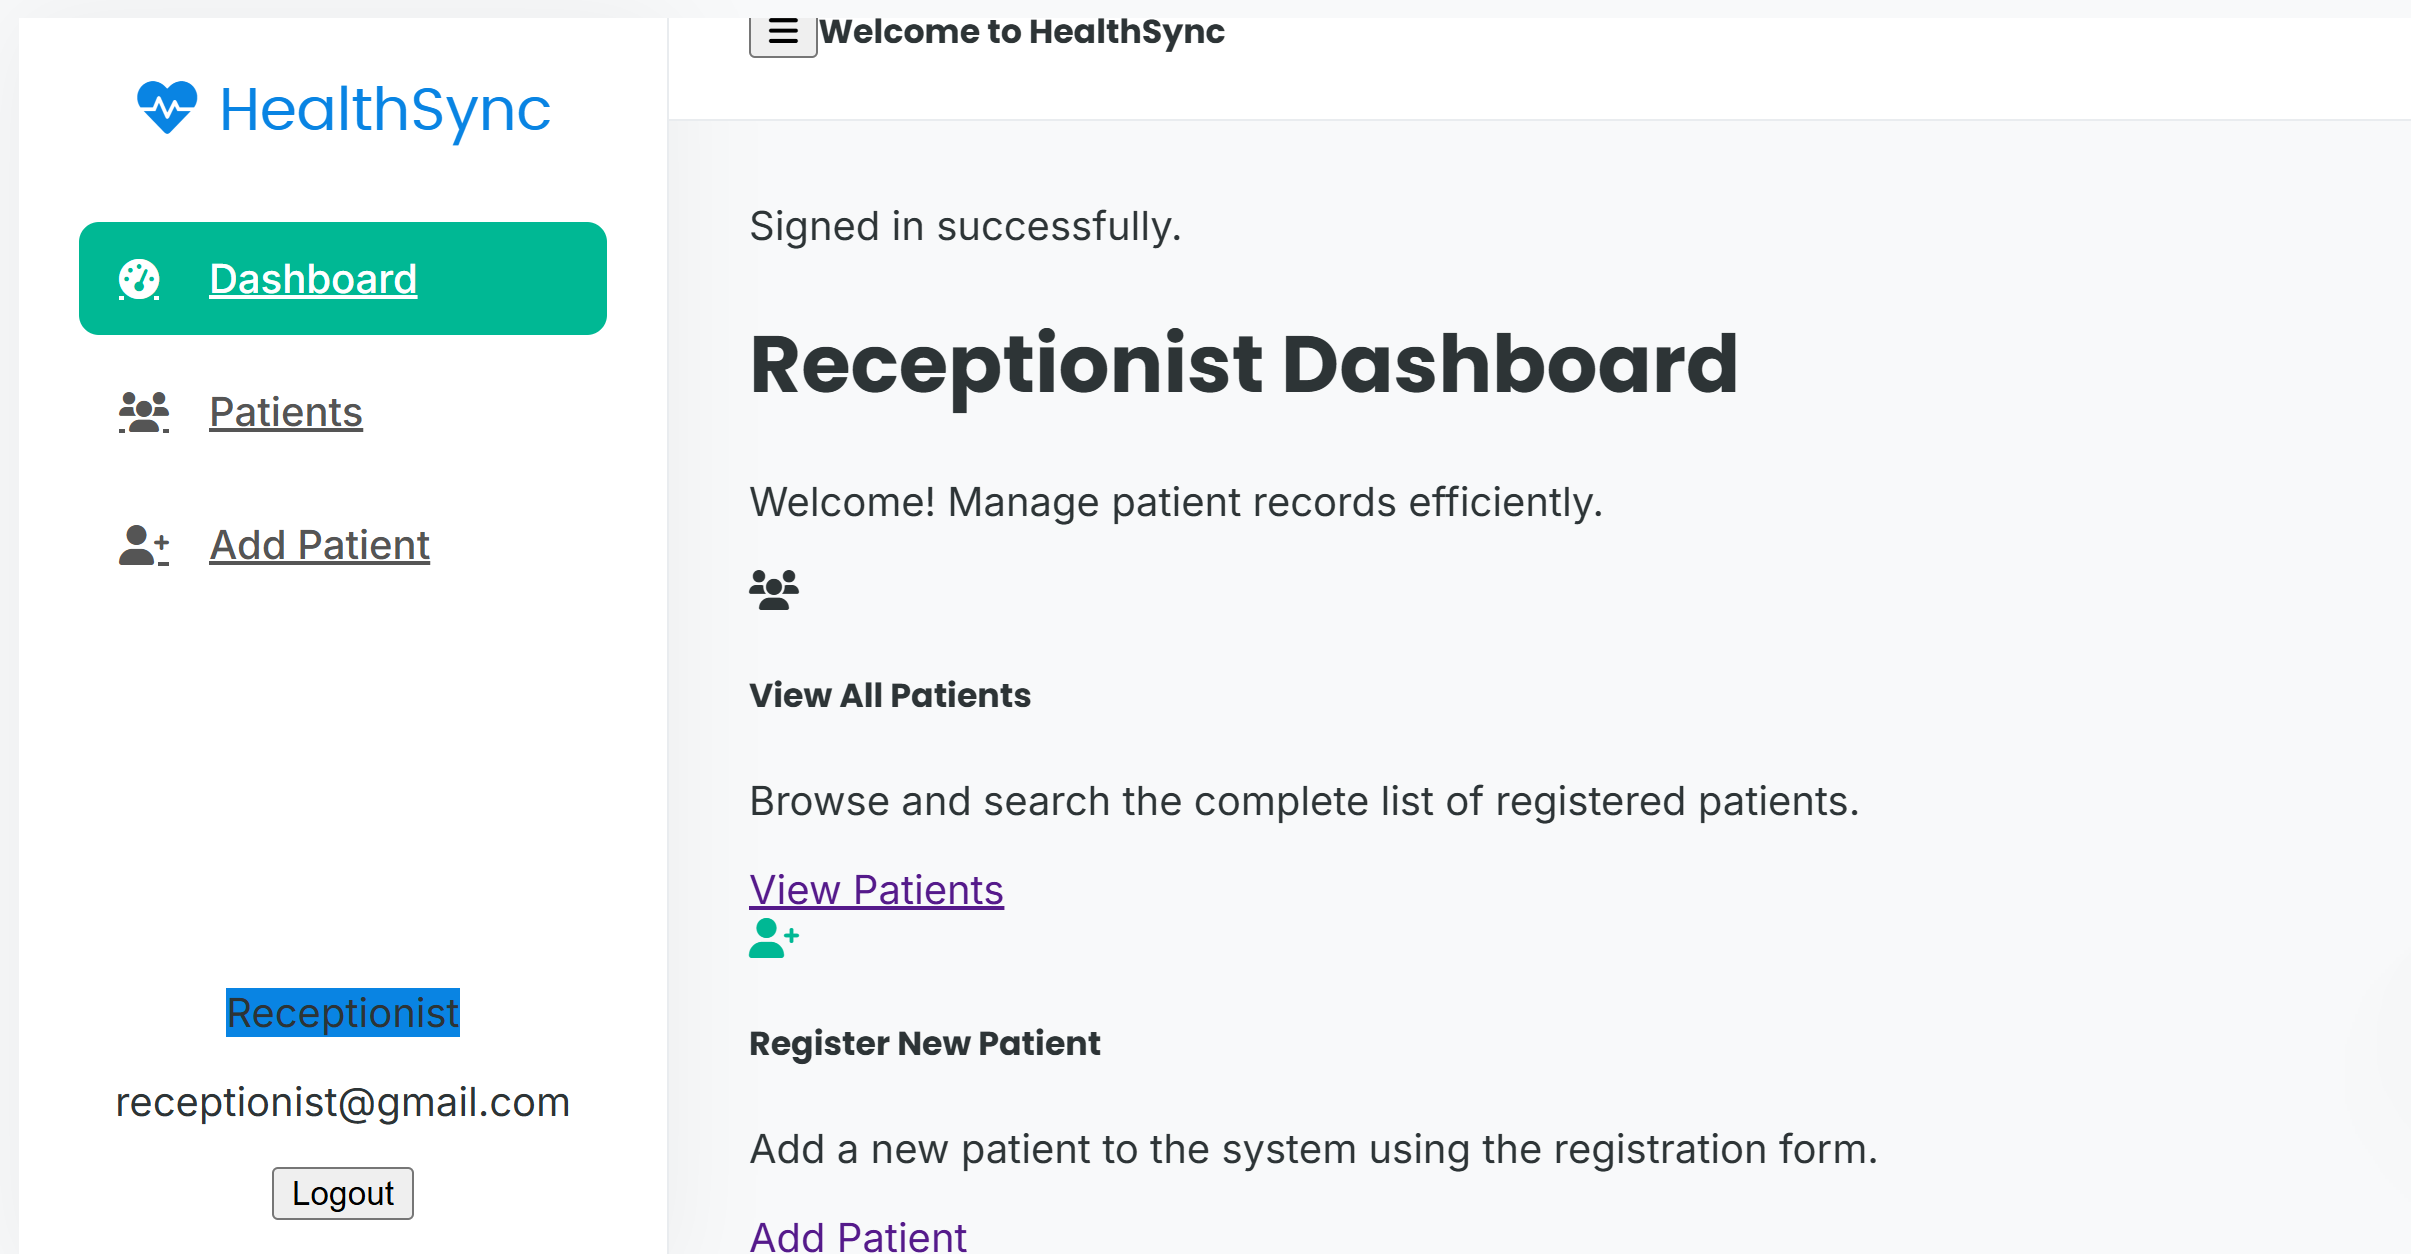 HealthSync
Dashboard
Patients
Add Patient
Receptionist
receptionist@gmail.com
Logout
Welcome to HealthSync
Signed in successfully.
Receptionist Dashboard
Welcome! Manage patient records efficiently.
View All Patients
Browse and search the complete list of registered patients.
View Patients
Register New Patient
Add a new patient to the system using the registration form.
Add Patient